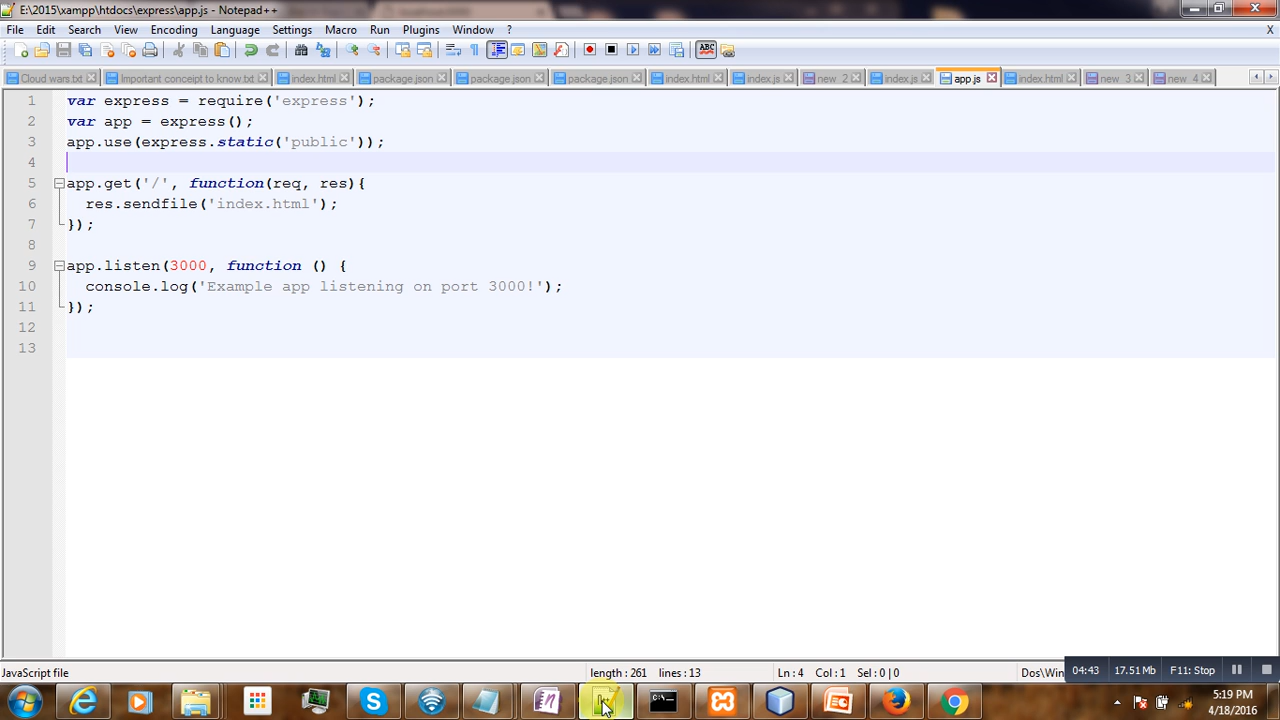 E:\2015\xampp\htdocs\express\app.js - Notepad++
File Edit Search View Encoding Language Settings Macro Run Plugins Window ? X
Cloud wars.txt Important conceipt to know.txt index.html package.json package.json package.json index.html index.js new 2 index.js app.js index.html new 3 new 4
1 var express = require('express');
2 var app = express();
3 app.use(express.static('public'));
4
5 app.get('/', function(req, res){
6 res.sendfile('index.html');
7 });
8
9 app.listen(3000, function () {
10 console.log('Example app listening on port 3000!');
11 });
12
13
JavaScript file length : 261 lines : 13 Ln : 4 Col : 1 Sel : 0 | 0 Dos\Win
04:43 17.51 Mb F11: Stop
5:19 PM
4/18/2016